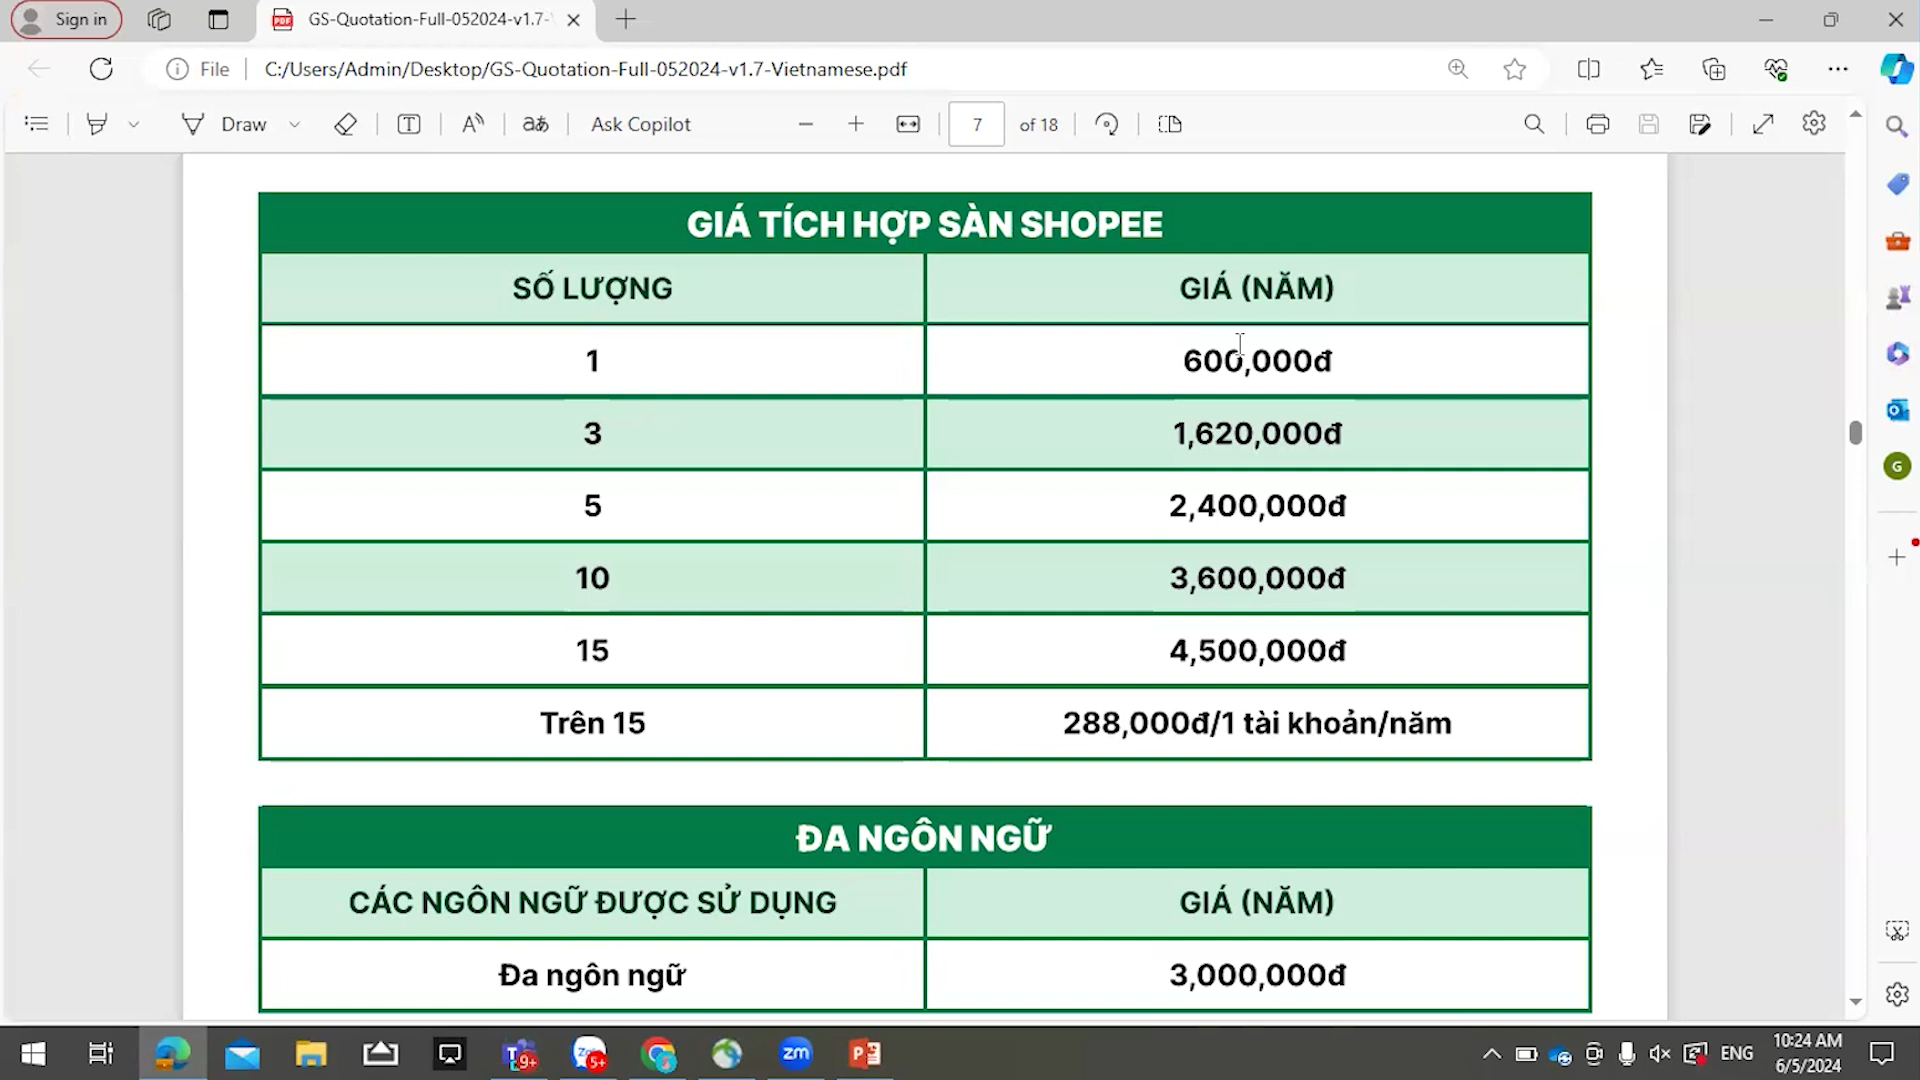 Sign in
GS-Quotation-Full-052024-v1.7-
File
C:/Users/Admin/Desktop/GS-Quotation-Full-052024-v1.7-Vietnamese.pdf
Draw
Ask Copilot
7 of 18
GIÁ TÍCH HỢP SÀN SHOPEE
SỐ LƯỢNG GIÁ (NĂM)
1 600,000đ
3 1,620,000đ
5 2,400,000đ
10 3,600,000đ
15 4,500,000đ
Trên 15 288,000đ/1 tài khoản/năm
ĐA NGÔN NGỮ
CÁC NGÔN NGỮ ĐƯỢC SỬ DỤNG GIÁ (NĂM)
Đa ngôn ngữ 3,000,000đ
G
9+
5+
zm
ENG
10:24 AM
6/5/2024